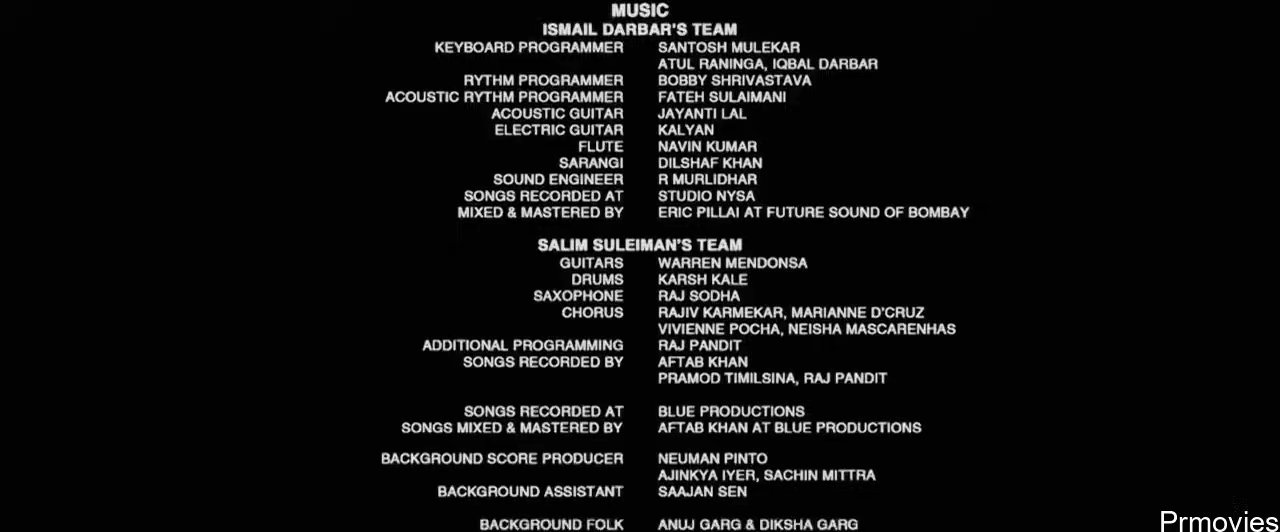 MUSIC
ISMAIL DARBAR'S TEAM
KEYBOARD PROGRAMMER SANTOSH MULEKAR
ATUL RANINGA, IQBAL DARBAR
RYTHM PROGRAMMER BOBBY SHRIVASTAVA
ACOUSTIC RYTHM PROGRAMMER FATEH SULAIMANI
ACOUSTIC GUITAR JAYANTI LAL
ELECTRIC GUITAR KALYAN
FLUTE NAVIN KUMAR
SARANGI DILSHAF KHAN
SOUND ENGINEER R MURLIDHAR
SONGS RECORDED AT STUDIO NYSA
MIXED & MASTERED BY ERIC PILLAI AT FUTURE SOUND OF BOMBAY
SALIM SULEIMAN'S TEAM
GUITARS WARREN MENDONSA
DRUMS KARSH KALE
SAXOPHONE RAJ SODHA
CHORUS RAJIV KARMEKAR, MARIANNE D'CRUZ
VIVIENNE POCHA, NEISHA MASCARENHAS
ADDITIONAL PROGRAMMING RAJ PANDIT
SONGS RECORDED BY AFTAB KHAN
PRAMOD TIMILSINA, RAJ PANDIT
SONGS RECORDED AT BLUE PRODUCTIONS
SONGS MIXED & MASTERED BY AFTAB KHAN AT BLUE PRODUCTIONS
BACKGROUND SCORE PRODUCER NEUMAN PINTO
AJINKYA IYER, SACHIN MITTRA
BACKGROUND ASSISTANT SAAJAN SEN
BACKGROUND FOLK ANUJ GARG & DIKSHA GARG
Prmovies